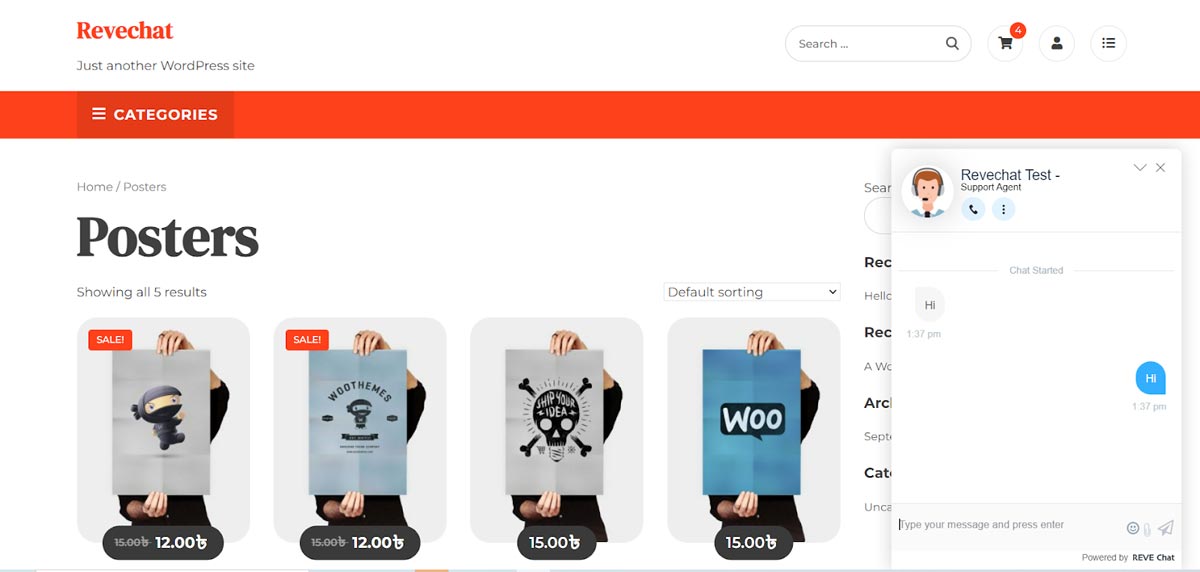 Revechat
Just another WordPress site
Search ...
4
CATEGORIES
Home / Posters
Posters
Showing all 5 results
Default sorting
SALE!
SALE!
WOOTHEMES
SHIP YOUR
IDEA
WOO
15.00৳ 12.00৳
15.00৳ 12.00৳
15.00৳
15.00৳
Sear
Rec
Hello
Rec
A Wo
Arch
Septe
Cate
Unca
Revechat Test -
Support Agent
Chat Started
Hi
1:37 pm
Hi
1:37 pm
Type your message and press enter
Powered by REVE Chat